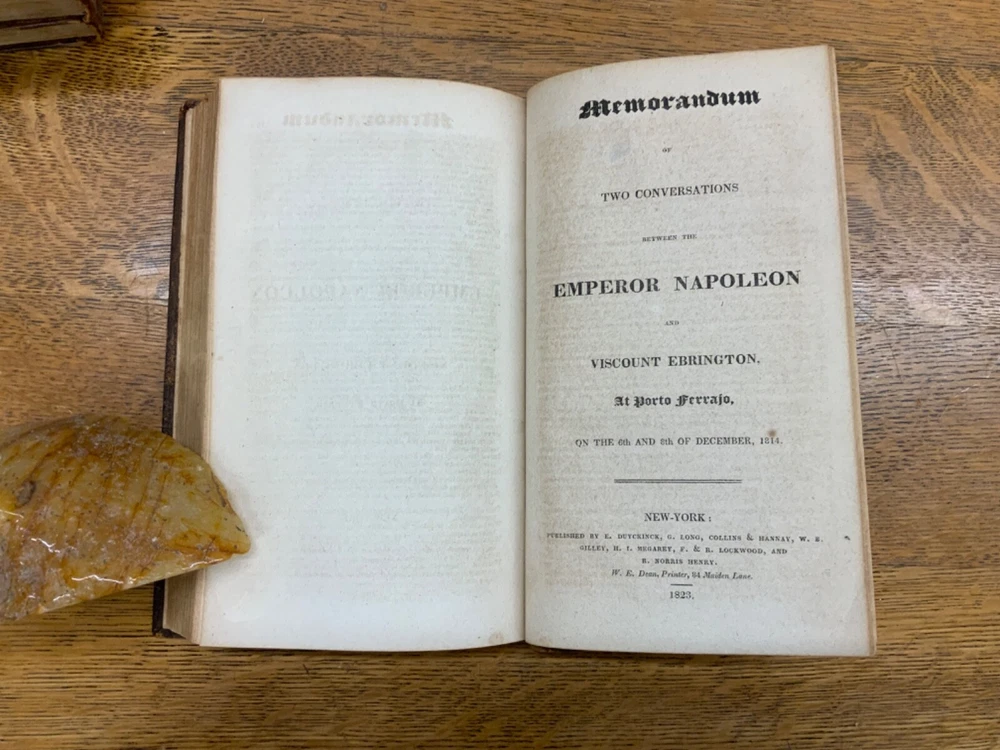 Memorandum
OF
TWO CONVERSATIONS
BETWEEN THE
EMPEROR NAPOLEON
AND
VISCOUNT EBRINGTON,
At Porto Ferrajo,
ON THE 6th AND 8th OF DECEMBER, 1814.
NEW-YORK:
PUBLISHED BY E. DUYCKINCK, G. LONG, COLLINS & HANNAY, W. B.
GILLEY, H. I. MEGAREY, F. & R. LOCKWOOD, AND
R. NORRIS HENRY.
W. E. Dean, Printer, 84 Maiden Lane.
1823.